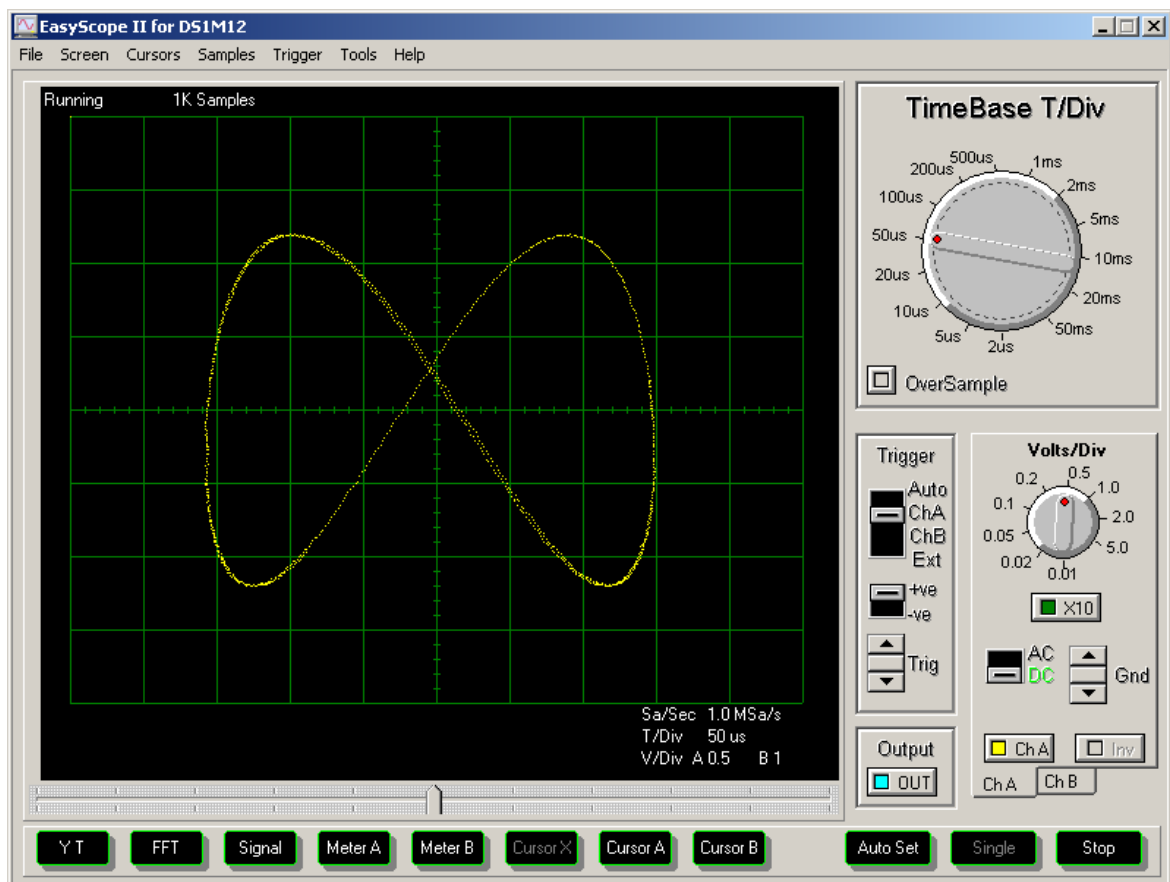 EasyScope II for DS1M12
File Screen Cursors Samples Trigger Tools Help
Running 1K Samples
Sa/Sec 1.0 MSa/s
T/Div 50 us
V/Div A 0.5 B 1
TimeBase T/Div
500us
1ms
200us
2ms
100us
5ms
50us
10ms
20us
20ms
10us
50ms
5us
2us
OverSample
Trigger
Auto
ChA
ChB
Ext
+ve
-ve
Trig
Volts/Div
0.5
0.2
1.0
0.1
2.0
0.05
5.0
0.02
0.01
X10
AC
DC
Gnd
Ch A
Inv
Ch A Ch B
Output
OUT
Y T FFT Signal Meter A Meter B Cursor X Cursor A Cursor B Auto Set Single Stop